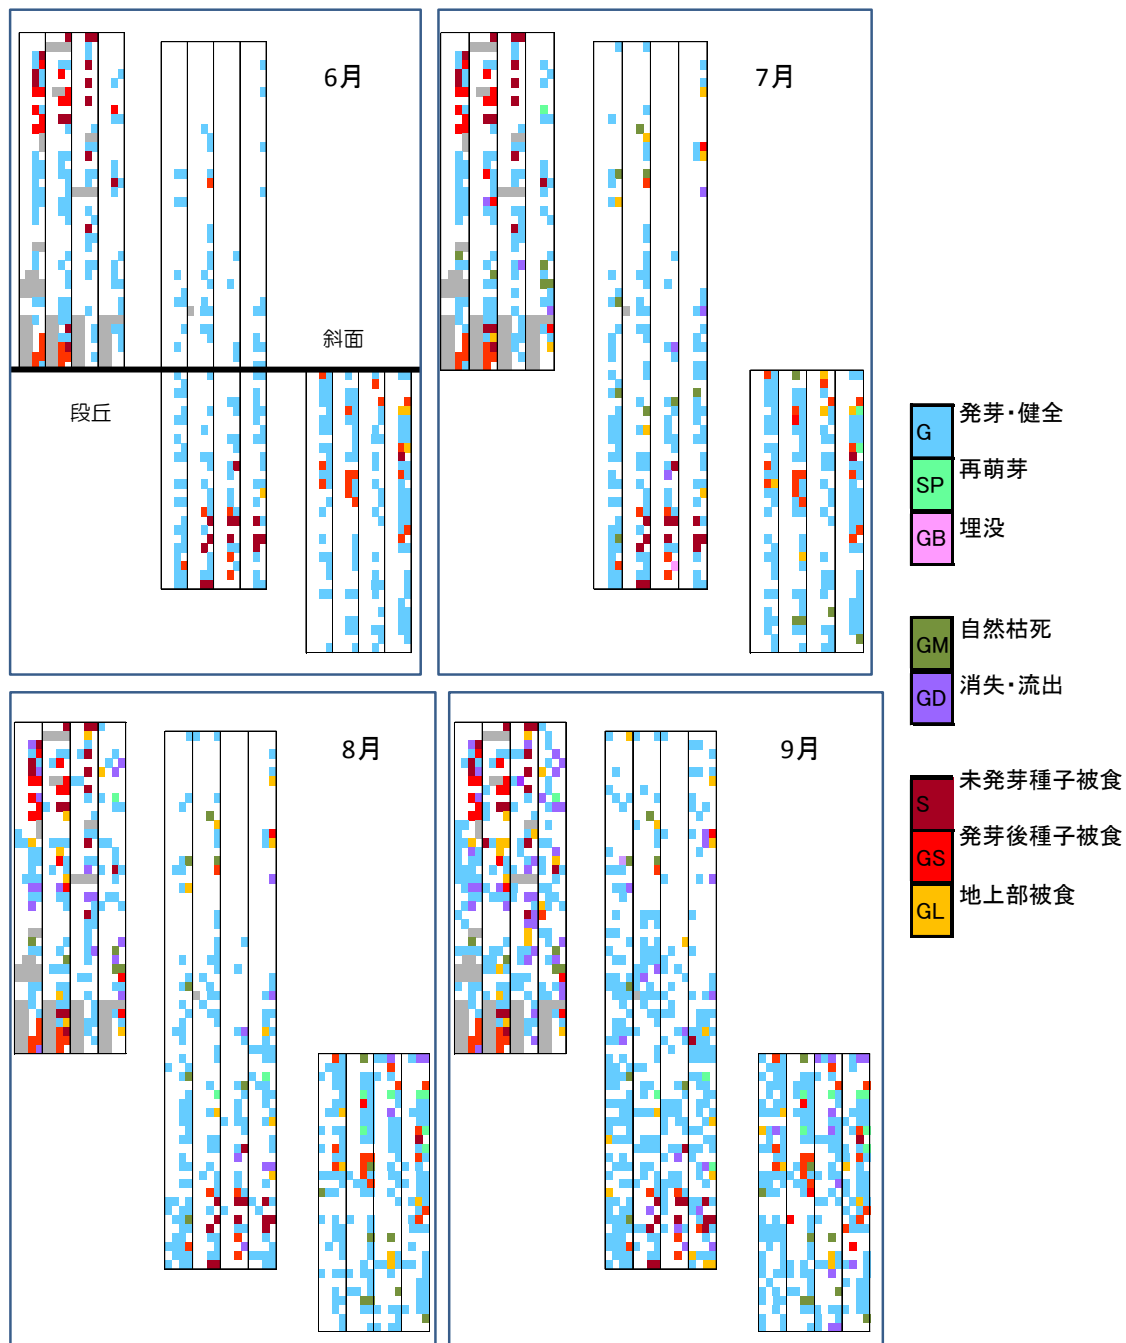 6月
7月
斜面
段丘
G 発芽・健全
SP 再萌芽
GB 埋没
GM 自然枯死
GD 消失・流出
S 未発芽種子被食
GS 発芽後種子被食
GL 地上部被食
8月
9月